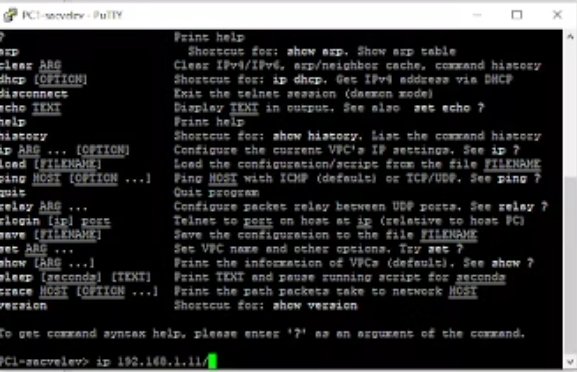 PC1-sacvelev - PuTTY
? Print help
arp Shortcut for: show arp. Show arp table
clear ARG Clear IPv4/IPv6, arp/neighbor cache, command history
dhcp [OPTION] Shortcut for: ip dhcp. Get IPv4 address via DHCP
disconnect Exit the telnet session (daemon mode)
echo TEXT Display TEXT in output. See also set echo ?
help Print help
history Shortcut for: show history. List the command history
ip ARG ... [OPTION] Configure the current VPC's IP settings. See ip ?
load [FILENAME] Load the configuration/script from the file FILENAME
ping HOST [OPTION ...] Ping HOST with ICMP (default) or TCP/UDP. See ping ?
quit Quit program
relay ARG ... Configure packet relay between UDP ports. See relay ?
rlogin [ip] port Telnet to port on host at ip (relative to host PC)
save [FILENAME] Save the configuration to the file FILENAME
set ARG ... Set VPC name and other options. Try set ?
show [ARG ...] Print the information of VPCs (default). See show ?
sleep [seconds] [TEXT] Print TEXT and pause running script for seconds
trace HOST [OPTION ...] Print the path packets take to network HOST
version Shortcut for: show version
To get command syntax help, please enter '?' as an argument of the command.
PC1-sacvelev> ip 192.168.1.11/